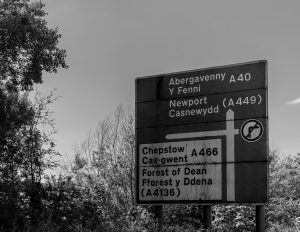 Abergavenny A40
Y Fenni
Newport (A449)
Casnewydd
Chepstow A466
Cas-gwent
Forest of Dean
Fforest y Ddena
(A4136)